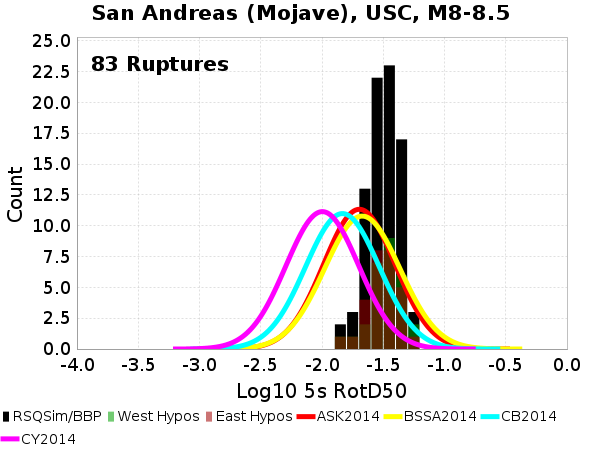 San Andreas (Mojave), USC, M8-8.5
83 Ruptures
25.0
22.5
20.0
17.5
15.0
12.5
10.0
7.5
5.0
2.5
0.0
Count
-4.0 -3.5 -3.0 -2.5 -2.0 -1.5 -1.0 -0.5 0.0
Log10 5s RotD50
RSQSim/BBP West Hypos East Hypos ASK2014 BSSA2014 CB2014
CY2014